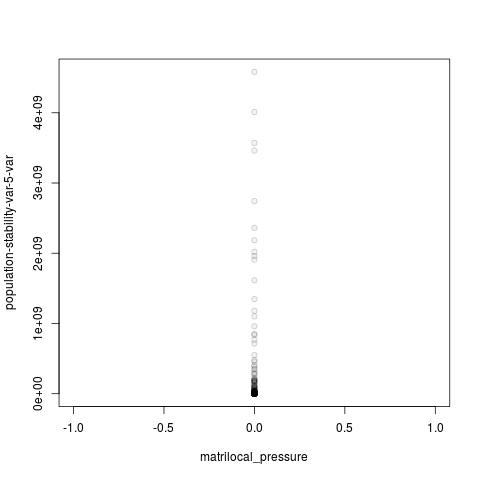 population-stability-var-5-var
4e+09
3e+09
2e+09
1e+09
0e+00
-1.0
-0.5
0.0
0.5
1.0
matrilocal_pressure